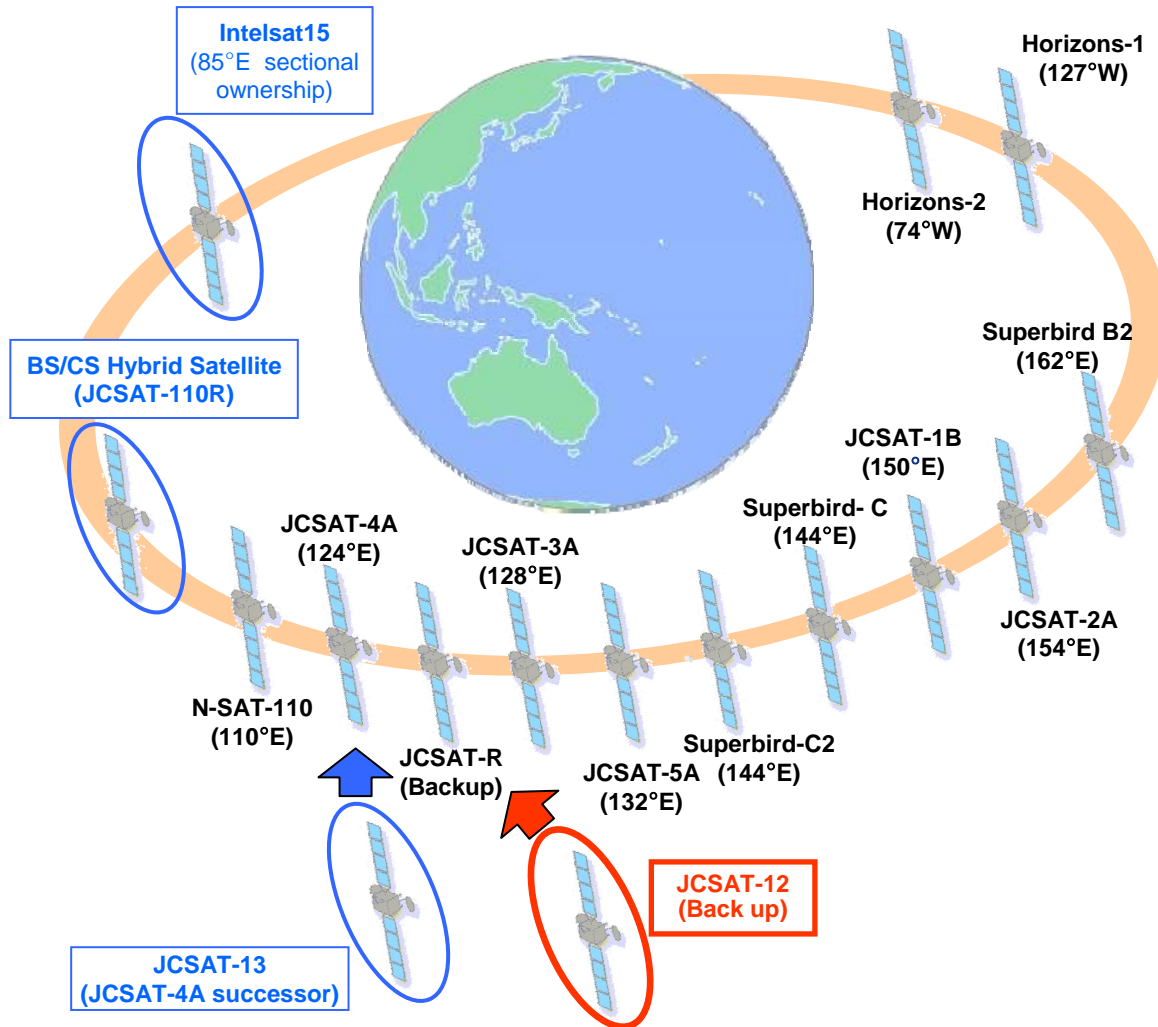 Intelsat15
(85°E  sectional
ownership)
Horizons-1
(127°W)
Horizons-2
(74°W)
BS/CS Hybrid Satellite
(JCSAT-110R)
Superbird B2
(162°E)
JCSAT-1B
(150°E)
Superbird- C
(144°E)
JCSAT-4A
(124°E)
JCSAT-3A
(128°E)
JCSAT-2A
(154°E)
N-SAT-110
(110°E)
JCSAT-R
(Backup)
Superbird-C2
(144°E)
JCSAT-5A
(132°E)
JCSAT-12
(Back up)
JCSAT-13
(JCSAT-4A successor)